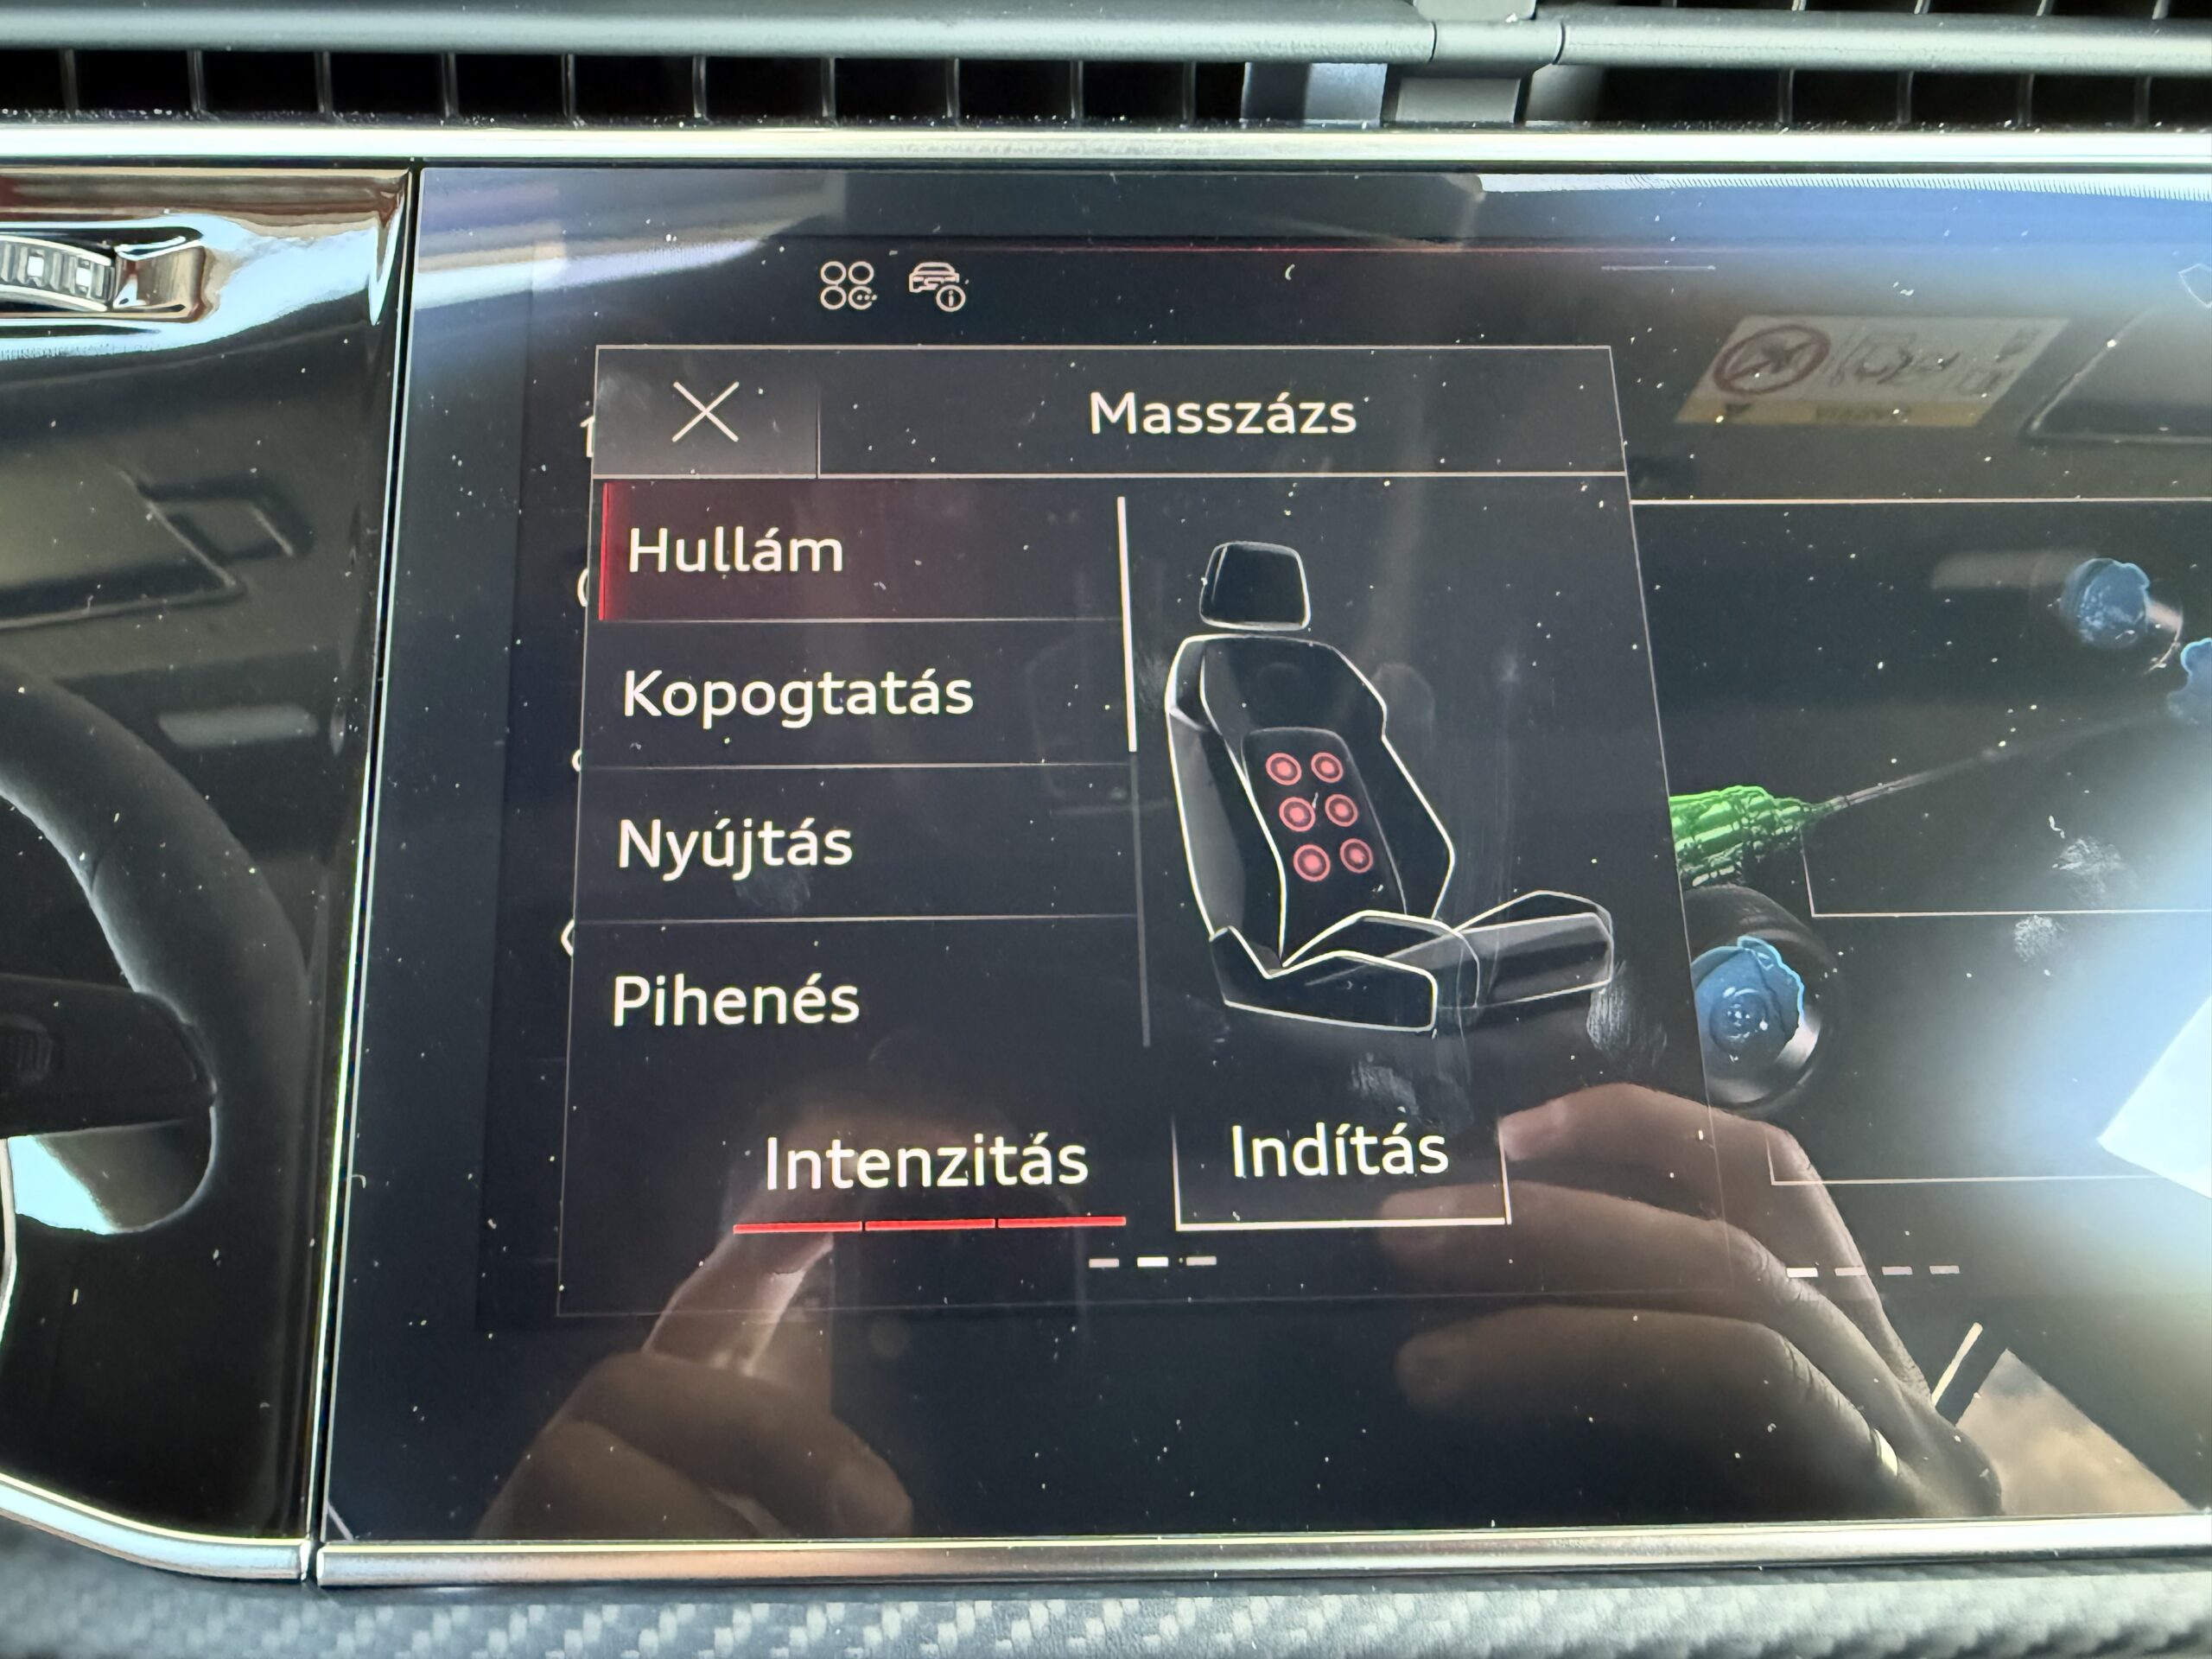 Masszázs
Hullám
Kopogtatás
Nyújtás
Pihenés
Intenzitás
Indítás